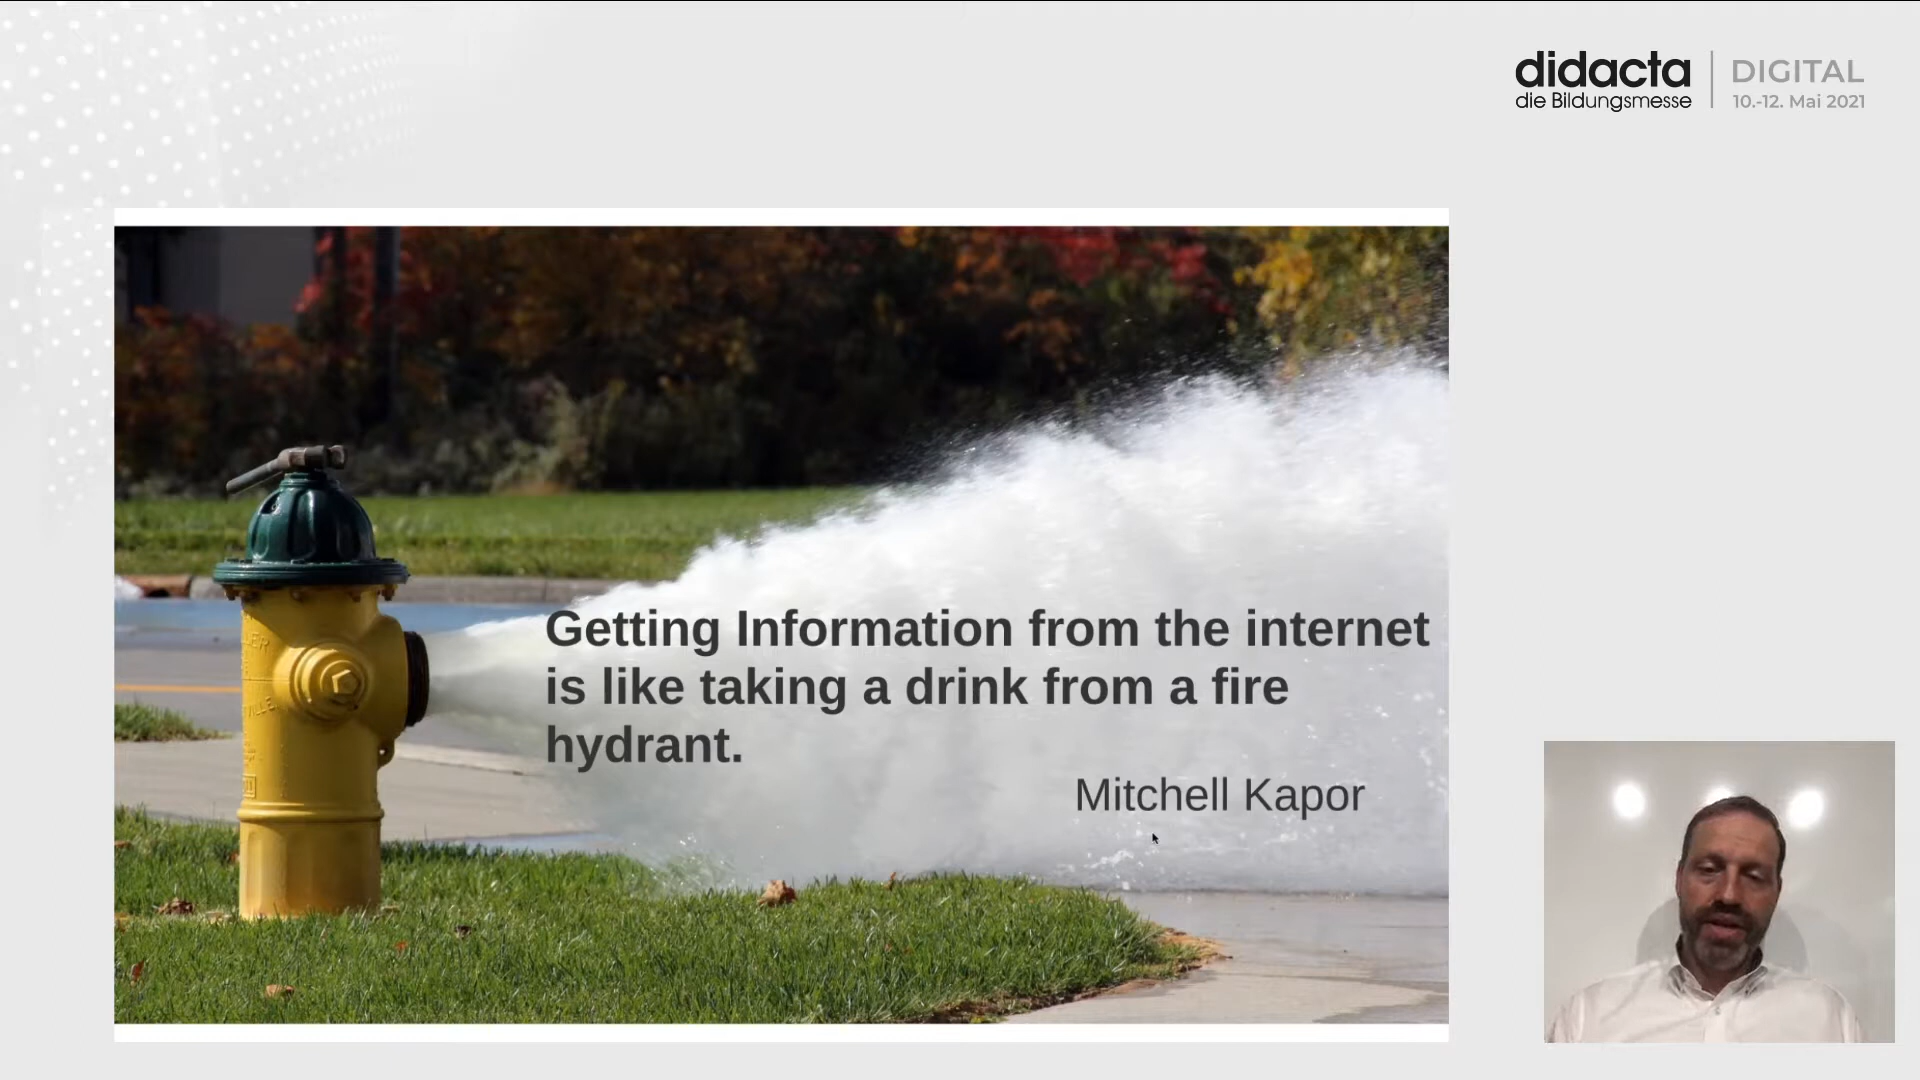 didacta
die Bildungsmesse
DIGITAL
10.-12. Mai 2021
Getting Information from the internet
is like taking a drink from a fire
hydrant.
Mitchell Kapor